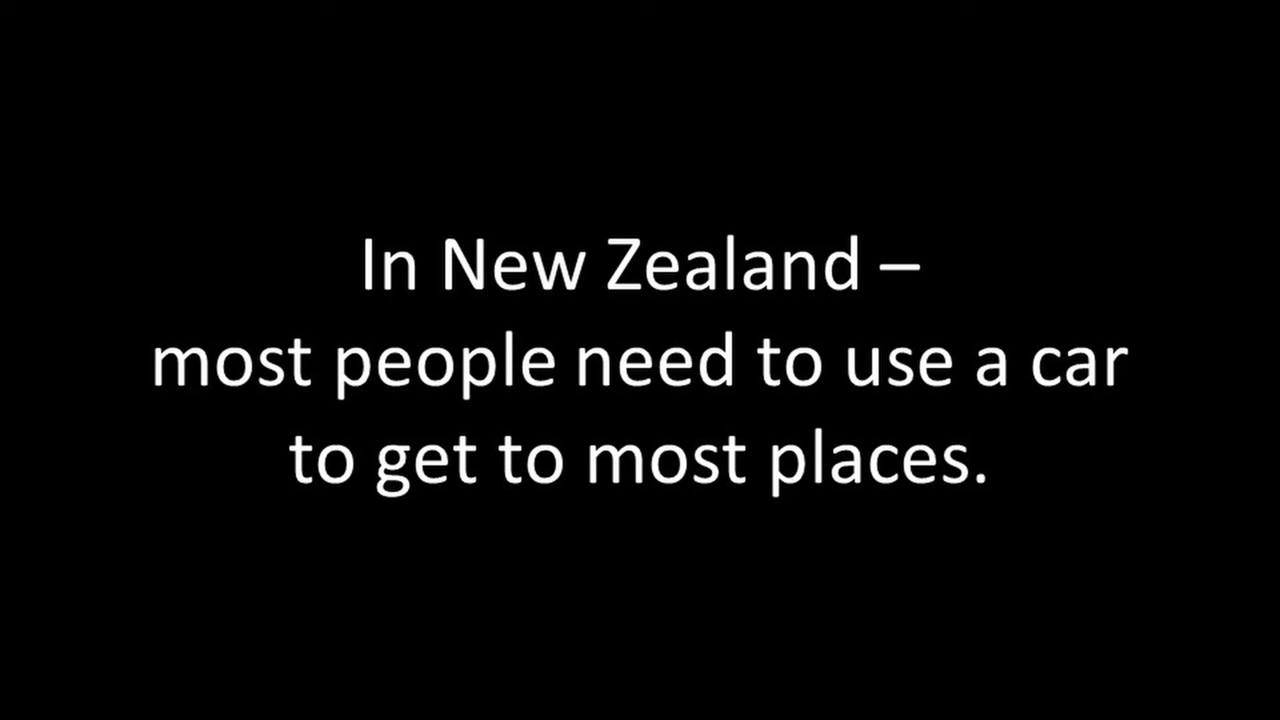 In New Zealand –
most people need to use a car
to get to most places.